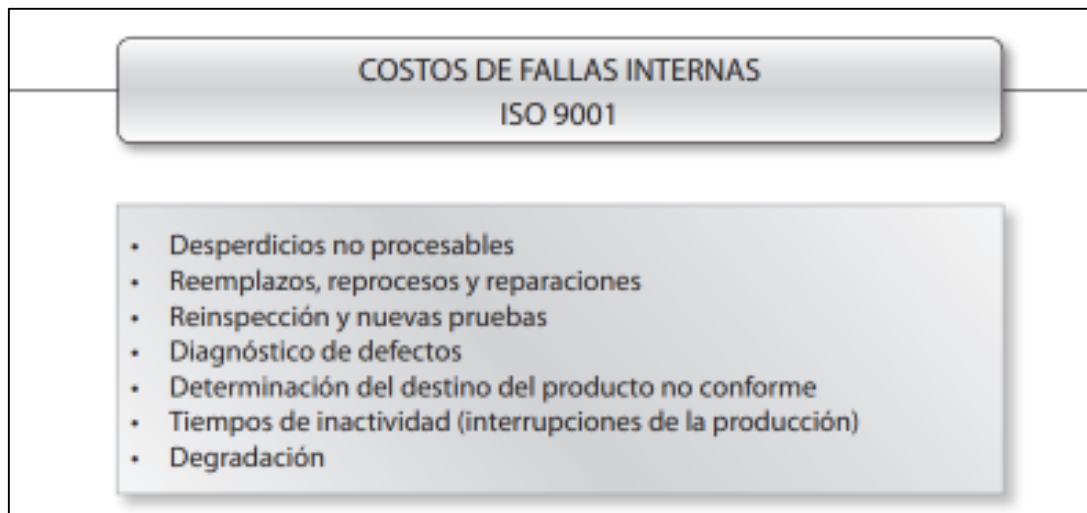 COSTOS DE FALLAS INTERNAS
ISO 9001
• Desperdicios no procesables
• Reemplazos, reprocesos y reparaciones
• Reinspección y nuevas pruebas
• Diagnóstico de defectos
• Determinación del destino del producto no conforme
• Tiempos de inactividad (interrupciones de la producción)
• Degradación